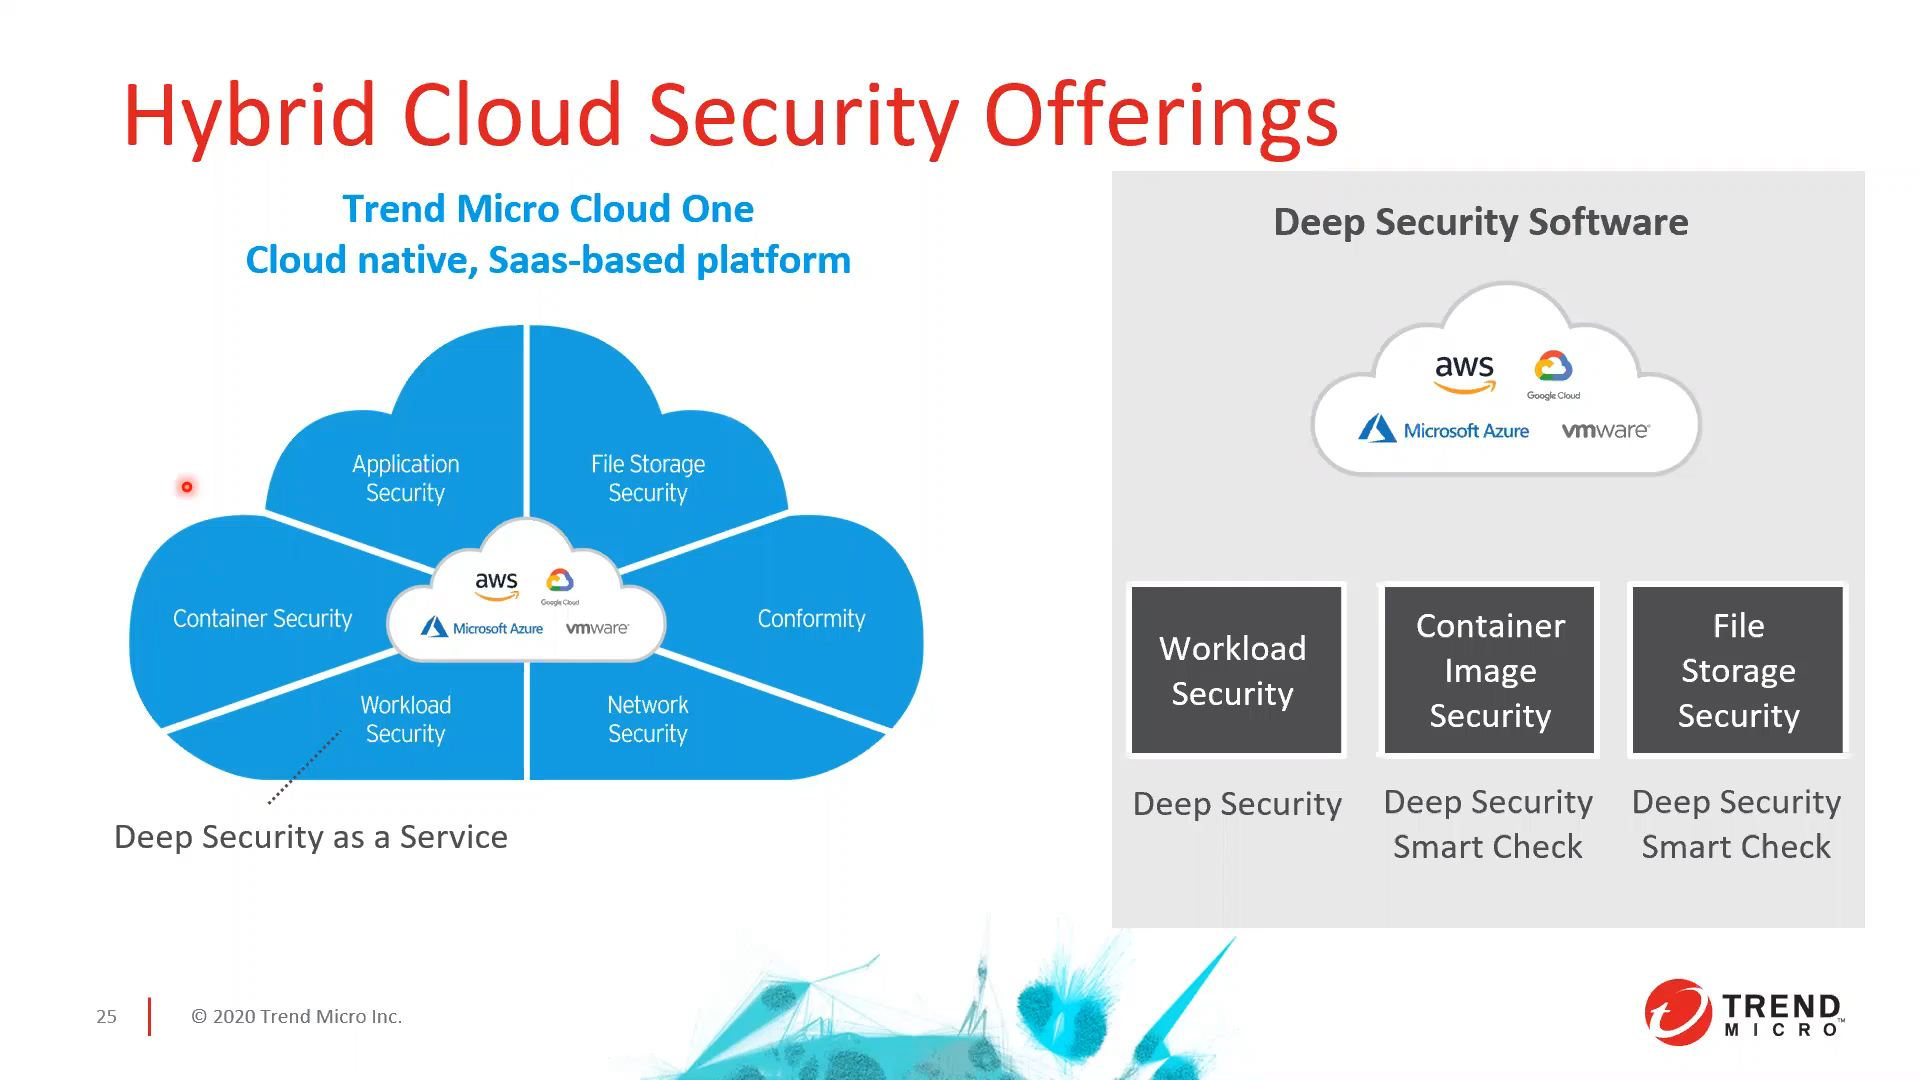 Hybrid Cloud Security Offerings
Trend Micro Cloud One
Cloud native, Saas-based platform
Application
Security
File Storage
Security
Container Security
aws
Google Cloud
Microsoft Azure
vmware
Conformity
Workload
Security
Network
Security
Deep Security as a Service
Deep Security Software
aws
Google Cloud
Microsoft Azure
vmware
Workload
Security
Container
Image
Security
File
Storage
Security
Deep Security
Deep Security
Smart Check
Deep Security
Smart Check
25
© 2020 Trend Micro Inc.
TREND
MICRO™